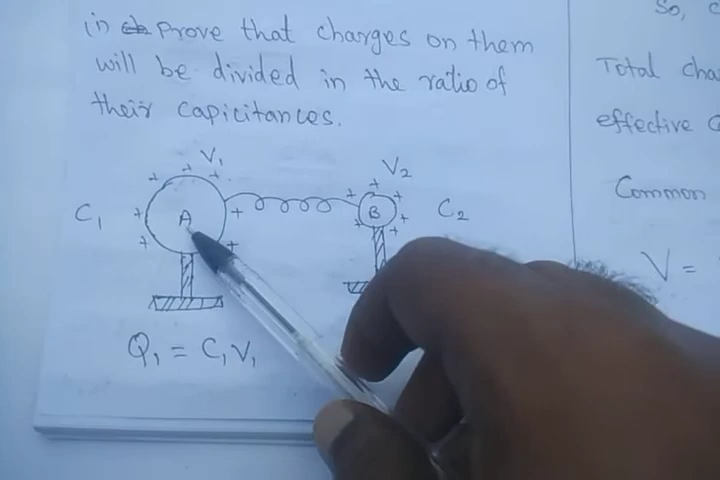 in prove that charges on them
will be divided in the ratio of
their capicitances.
V₁
V₂
C₁
A
B
C₂
Q₁ = C₁V₁
So,
Total
effective
Common
V =